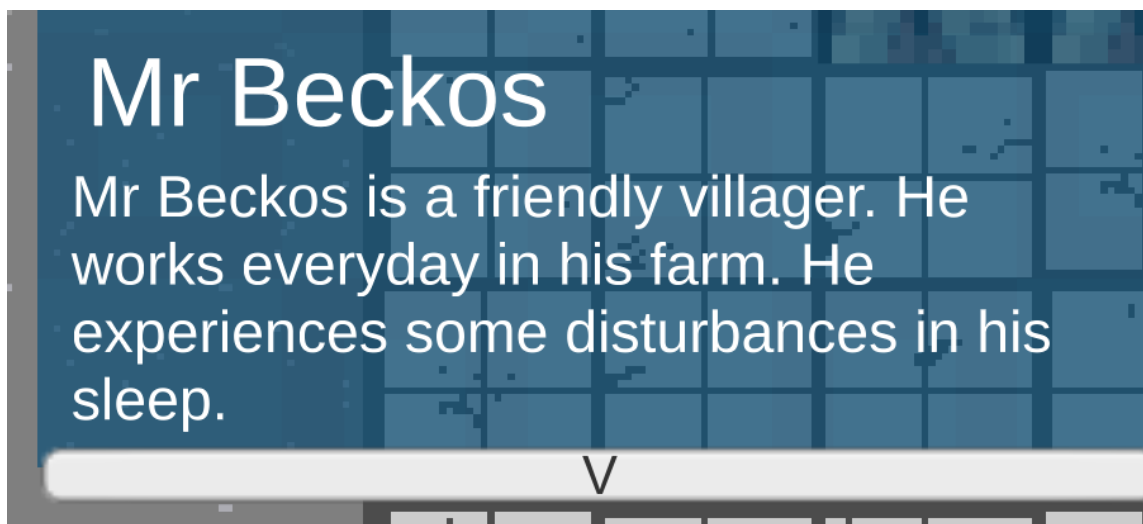 Mr Beckos
Mr Beckos is a friendly villager. He
works everyday in his farm. He
experiences some disturbances in his
sleep.
V